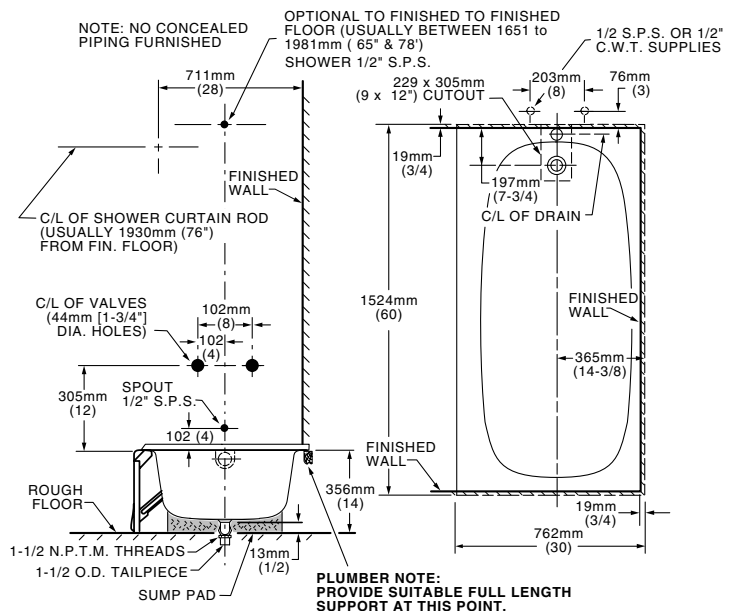 NOTE: NO CONCEALED
PIPING FURNISHED
OPTIONAL TO FINISHED TO FINISHED
FLOOR (USUALLY BETWEEN 1651 to
1981mm ( 65" & 78')
SHOWER 1/2" S.P.S.
711mm
(28)
FINISHED
WALL
C/L OF SHOWER CURTAIN ROD
(USUALLY 1930mm (76")
FROM FIN. FLOOR)
C/L OF VALVES
(44mm [1-3/4"]
DIA. HOLES)
102mm
(8)
102
(4)
305mm
(12)
SPOUT
1/2" S.P.S.
102 (4)
ROUGH
FLOOR
356mm
(14)
1-1/2 N.P.T.M. THREADS
1-1/2 O.D. TAILPIECE
SUMP PAD
13mm
(1/2)
PLUMBER NOTE:
PROVIDE SUITABLE FULL LENGTH
SUPPORT AT THIS POINT.
1/2 S.P.S. OR 1/2"
C.W.T. SUPPLIES
203mm
(8)
76mm
(3)
229 x 305mm
(9 x 12") CUTOUT
19mm
(3/4)
197mm
(7-3/4)
C/L OF DRAIN
1524mm
(60)
FINISHED
WALL
365mm
(14-3/8)
FINISHED
WALL
19mm
(3/4)
762mm
(30)